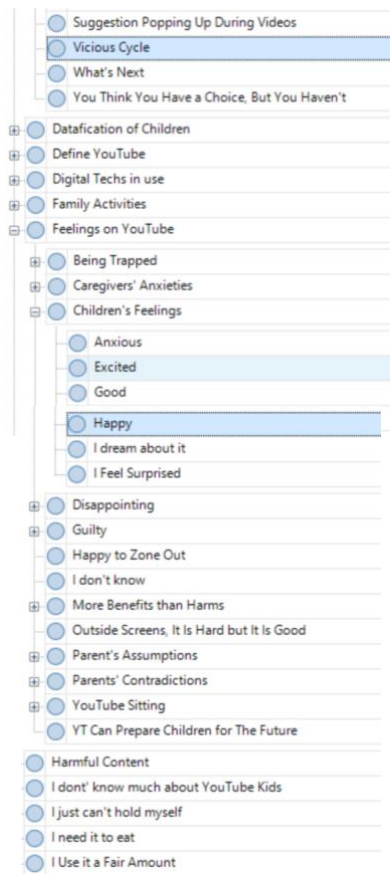 Suggestion Popping Up During Videos
Vicious Cycle
What's Next
You Think You Have a Choice, But You Haven't
Datafication of Children
Define YouTube
Digital Techs in use
Family Activities
Feelings on YouTube
Being Trapped
Caregivers' Anxieties
Children's Feelings
Anxious
Excited
Good
Happy
I dream about it
I Feel Surprised
Disappointing
Guilty
Happy to Zone Out
I don't know
More Benefits than Harms
Outside Screens, It Is Hard but It Is Good
Parent's Assumptions
Parents' Contradictions
YouTube Sitting
YT Can Prepare Children for The Future
Harmful Content
I dont' know much about YouTube Kids
I just can't hold myself
I need it to eat
I Use it a Fair Amount